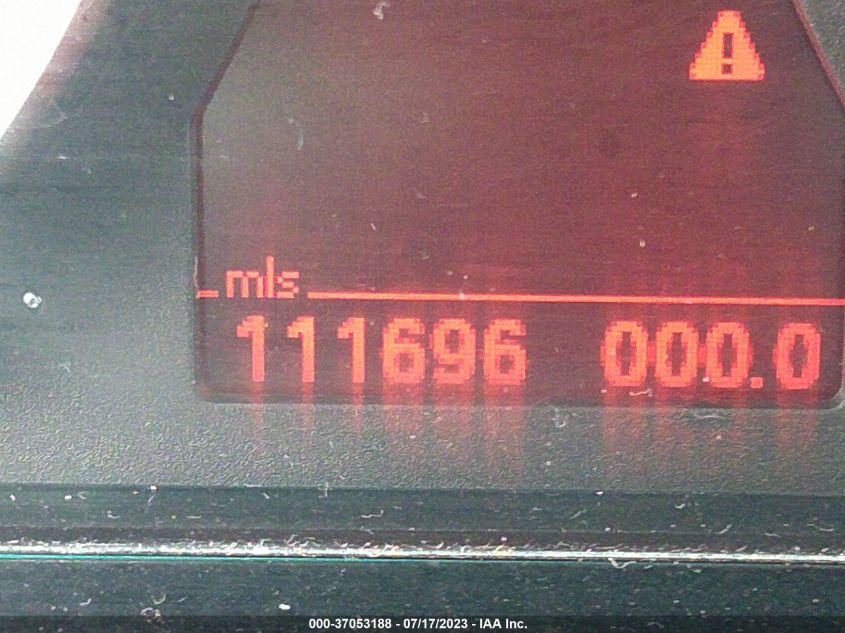 !
mls
111696 000.0
000-37053188 - 07/17/2023 - IAA Inc.